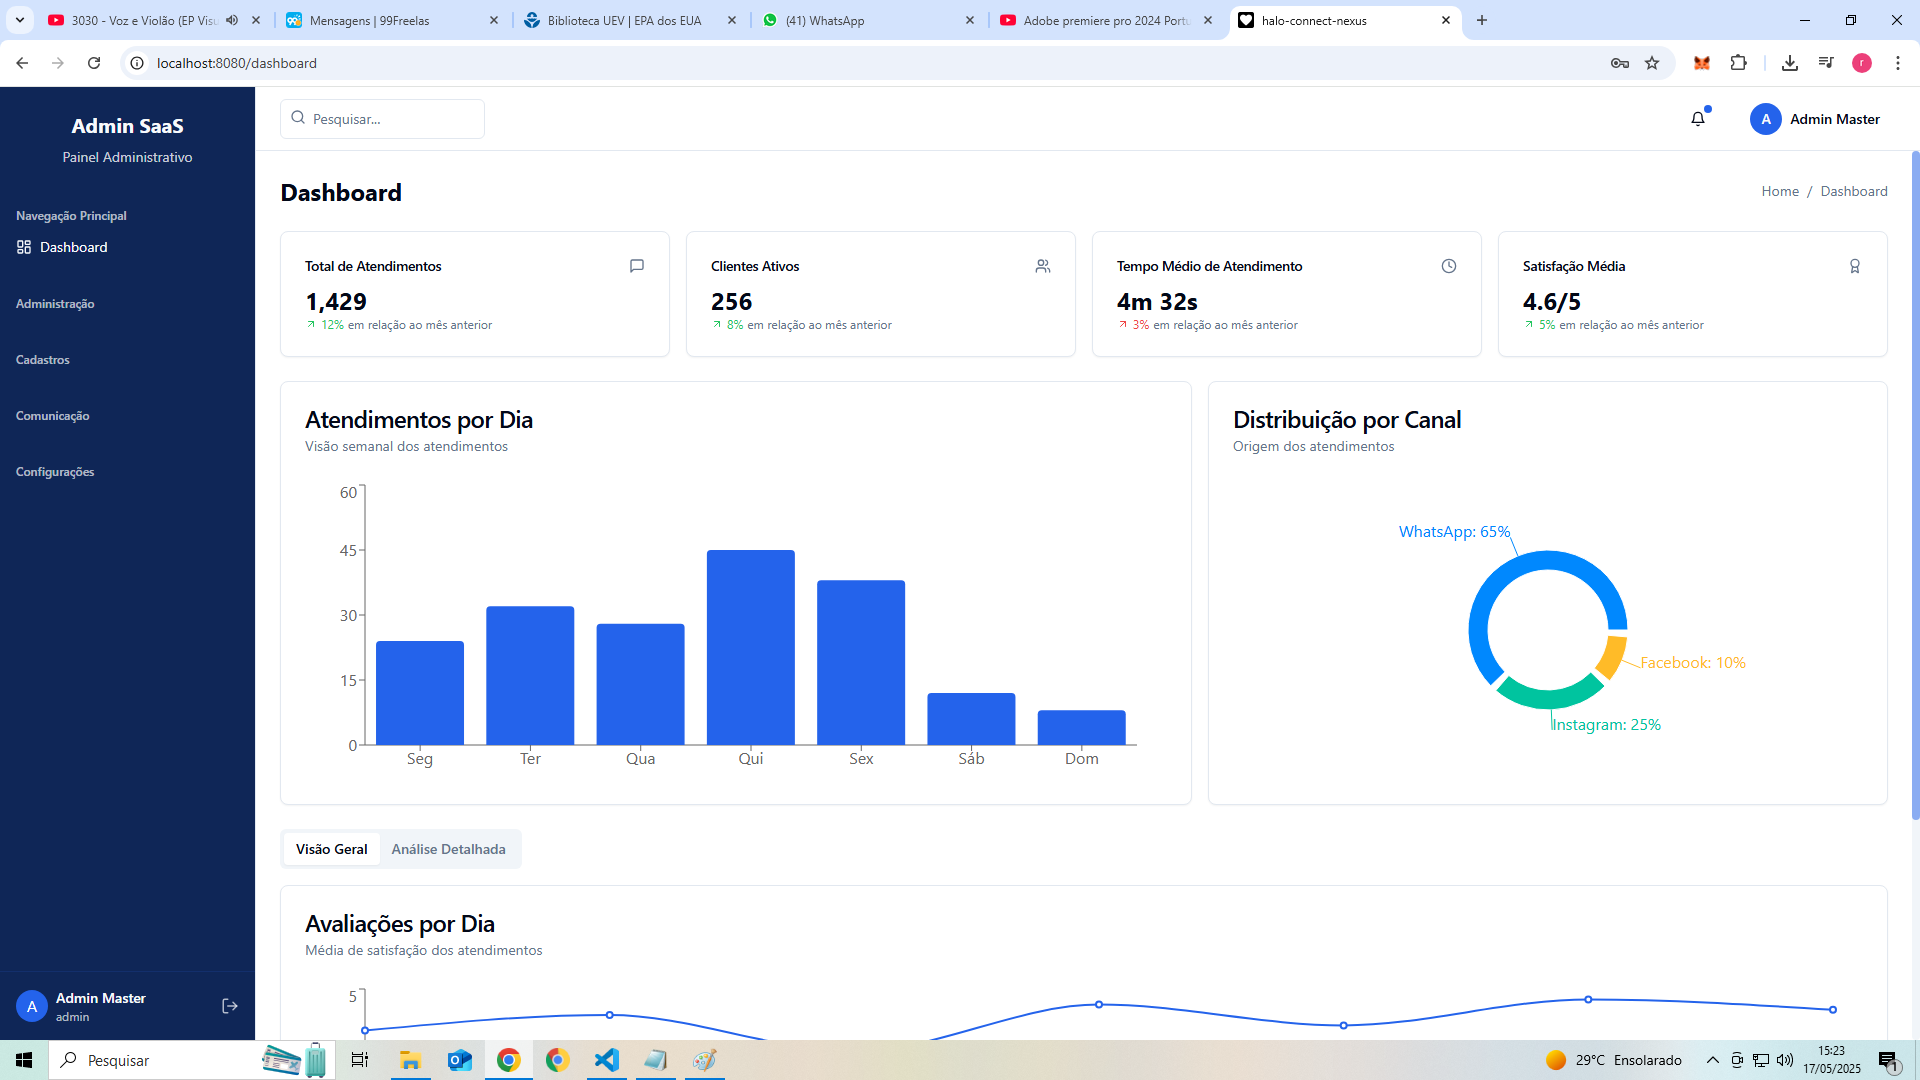 3030 - Voz e Violão (EP Visu
Mensagens | 99Freelas
Biblioteca UEV | EPA dos EUA
(41) WhatsApp
Adobe premiere pro 2024 Portu
halo-connect-nexus
localhost:8080/dashboard
r
Admin SaaS
Painel Administrativo
Navegação Principal
Dashboard
Administração
Cadastros
Comunicação
Configurações
A
Admin Master
admin
Pesquisar...
A
Admin Master
Dashboard
Home / Dashboard
Total de Atendimentos
1,429
12% em relação ao mês anterior
Clientes Ativos
256
8% em relação ao mês anterior
Tempo Médio de Atendimento
4m 32s
3% em relação ao mês anterior
Satisfação Média
4.6/5
5% em relação ao mês anterior
Atendimentos por Dia
Visão semanal dos atendimentos
60
45
30
15
0
Seg Ter Qua Qui Sex Sáb Dom
Distribuição por Canal
Origem dos atendimentos
WhatsApp: 65%
Facebook: 10%
Instagram: 25%
Visão Geral Análise Detalhada
Avaliações por Dia
Média de satisfação dos atendimentos
5
Pesquisar
29°C Ensolarado
15:23
17/05/2025
1